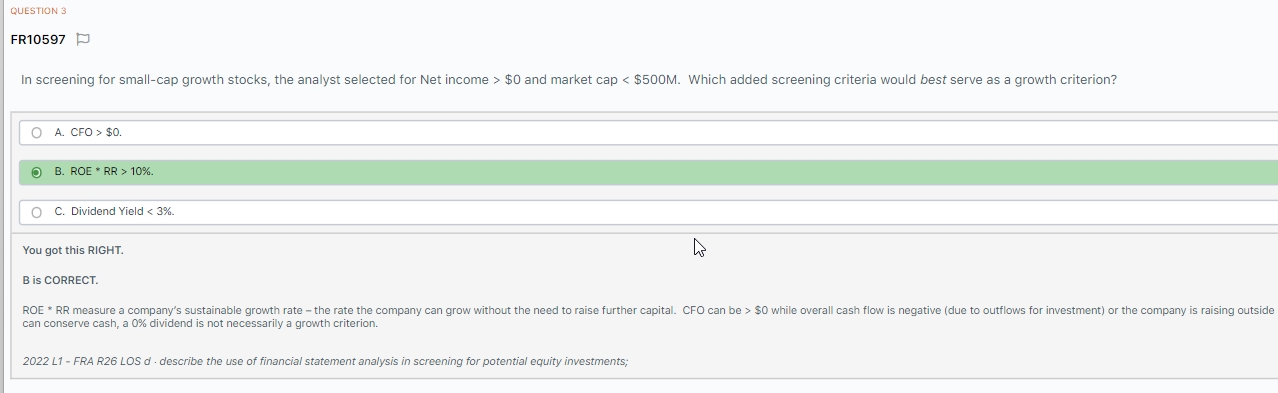 QUESTION 3
FR10597
In screening for small-cap growth stocks, the analyst selected for Net income > $0 and market cap < $500M.  Which added screening criteria would best serve as a growth criterion?
A.  CFO > $0.
B.  ROE * RR > 10%.
C.  Dividend Yield < 3%.
You got this RIGHT.
B is CORRECT.
ROE * RR measure a company's sustainable growth rate – the rate the company can grow without the need to raise further capital.  CFO can be > $0 while overall cash flow is negative (due to outflows for investment) or the company is raising outside
can conserve cash, a 0% dividend is not necessarily a growth criterion.
2022 L1 - FRA R26 LOS d · describe the use of financial statement analysis in screening for potential equity investments;